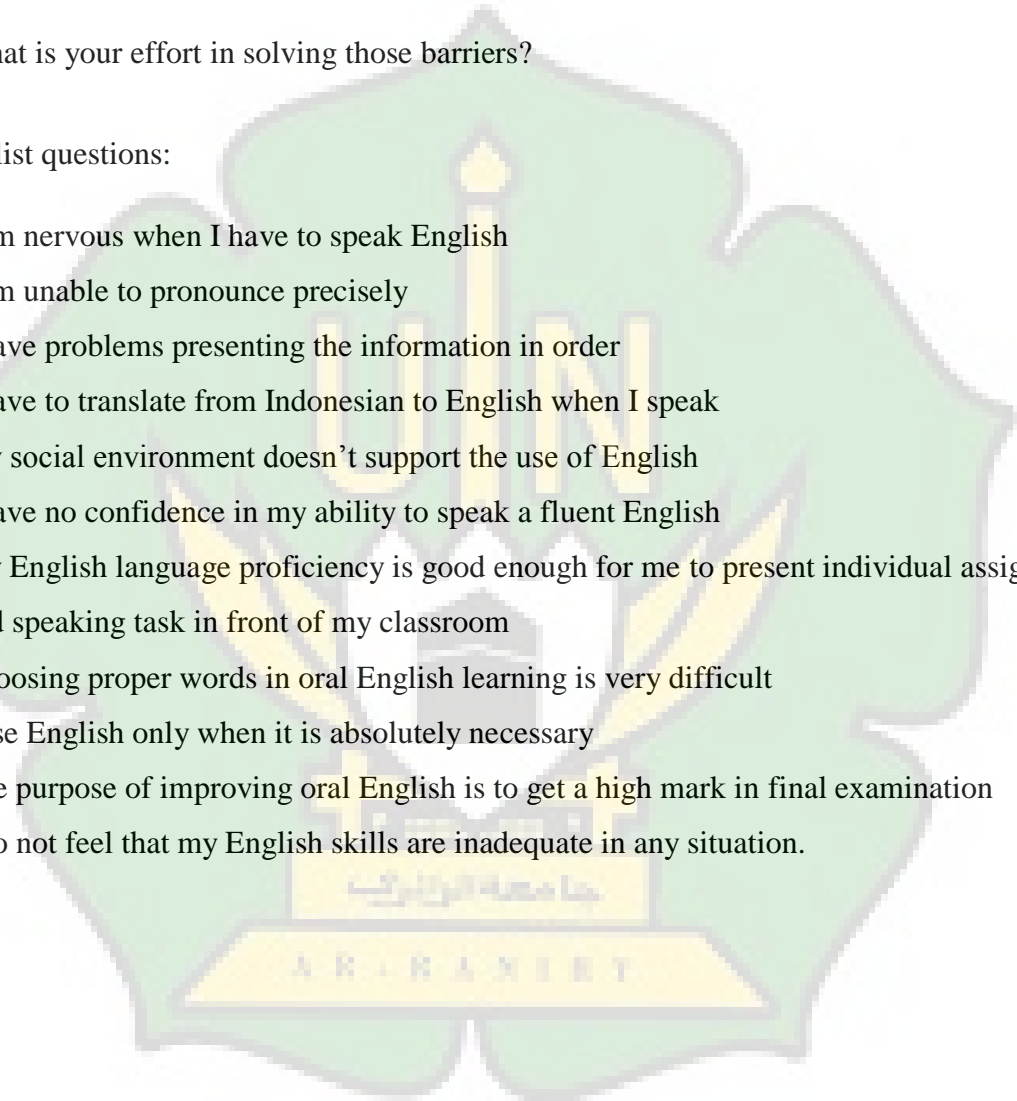 hat is your effort in solving those barriers?
list questions:
m nervous when I have to speak English
m unable to pronounce precisely
ave problems presenting the information in order
ave to translate from Indonesian to English when I speak
y social environment doesn’t support the use of English
ave no confidence in my ability to speak a fluent English
y English language proficiency is good enough for me to present individual assig
d speaking task in front of my classroom
oosing proper words in oral English learning is very difficult
se English only when it is absolutely necessary
e purpose of improving oral English is to get a high mark in final examination
o not feel that my English skills are inadequate in any situation.
UIN
جامعة الرانيري
AR-RANIRY